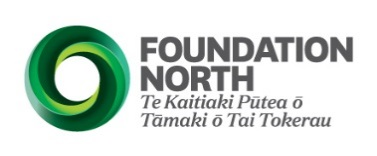 FOUNDATION
NORTH
Te Kaitiaki Pūtea ō
Tāmaki ō Tai Tokerau